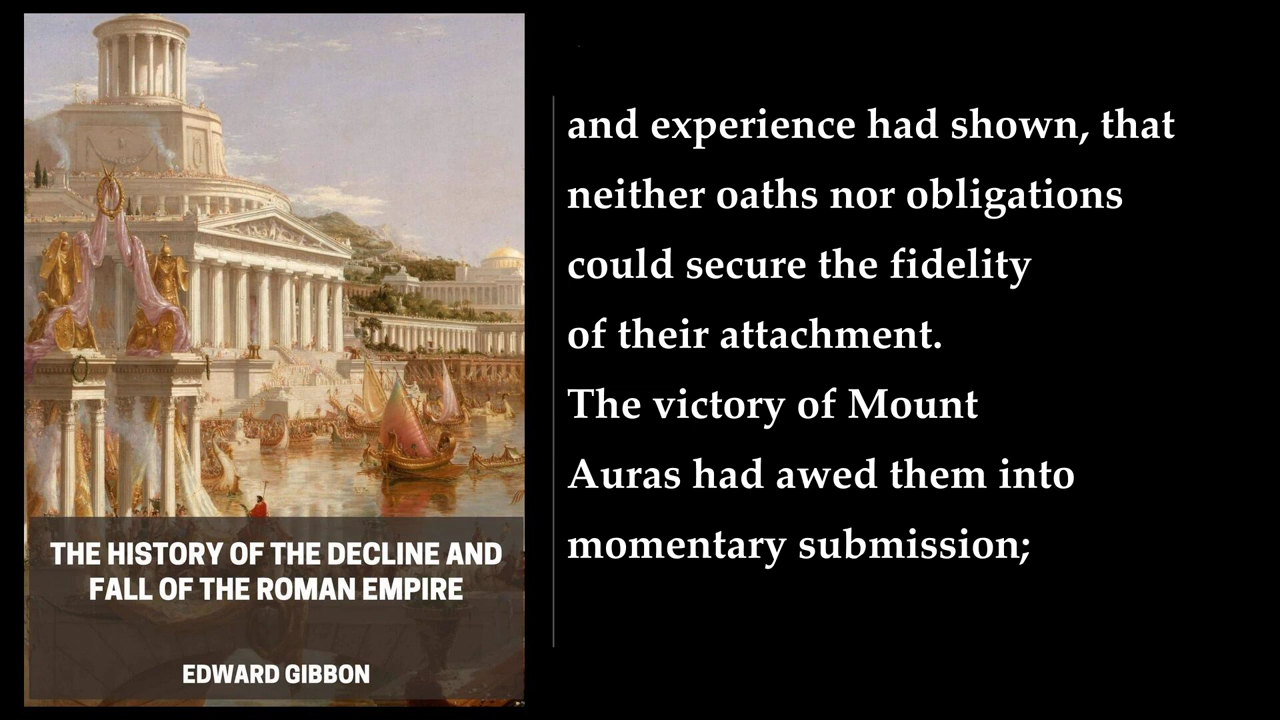 THE HISTORY OF THE DECLINE AND
FALL OF THE ROMAN EMPIRE
EDWARD GIBBON
and experience had shown, that
neither oaths nor obligations
could secure the fidelity
of their attachment.
The victory of Mount
Auras had awed them into
momentary submission;